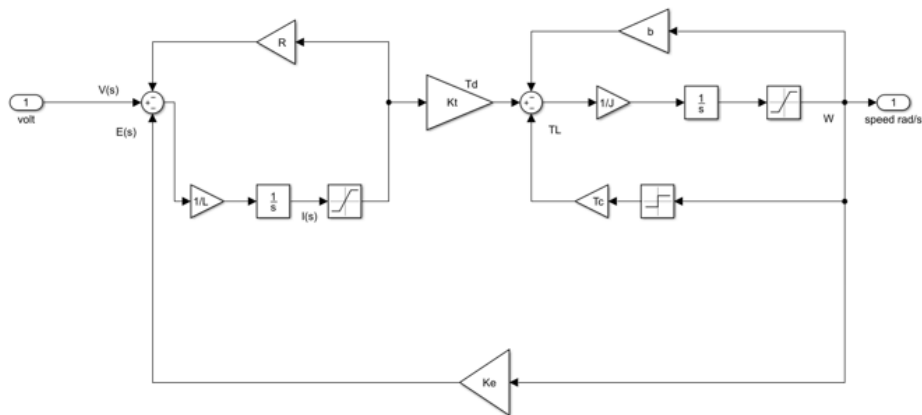 R
b
V(s)
1
volt
E(s)
Td
Kt
TL
1/J
1
s
W
1
speed rad/s
1/L
1
s
I(s)
Tc
Ke